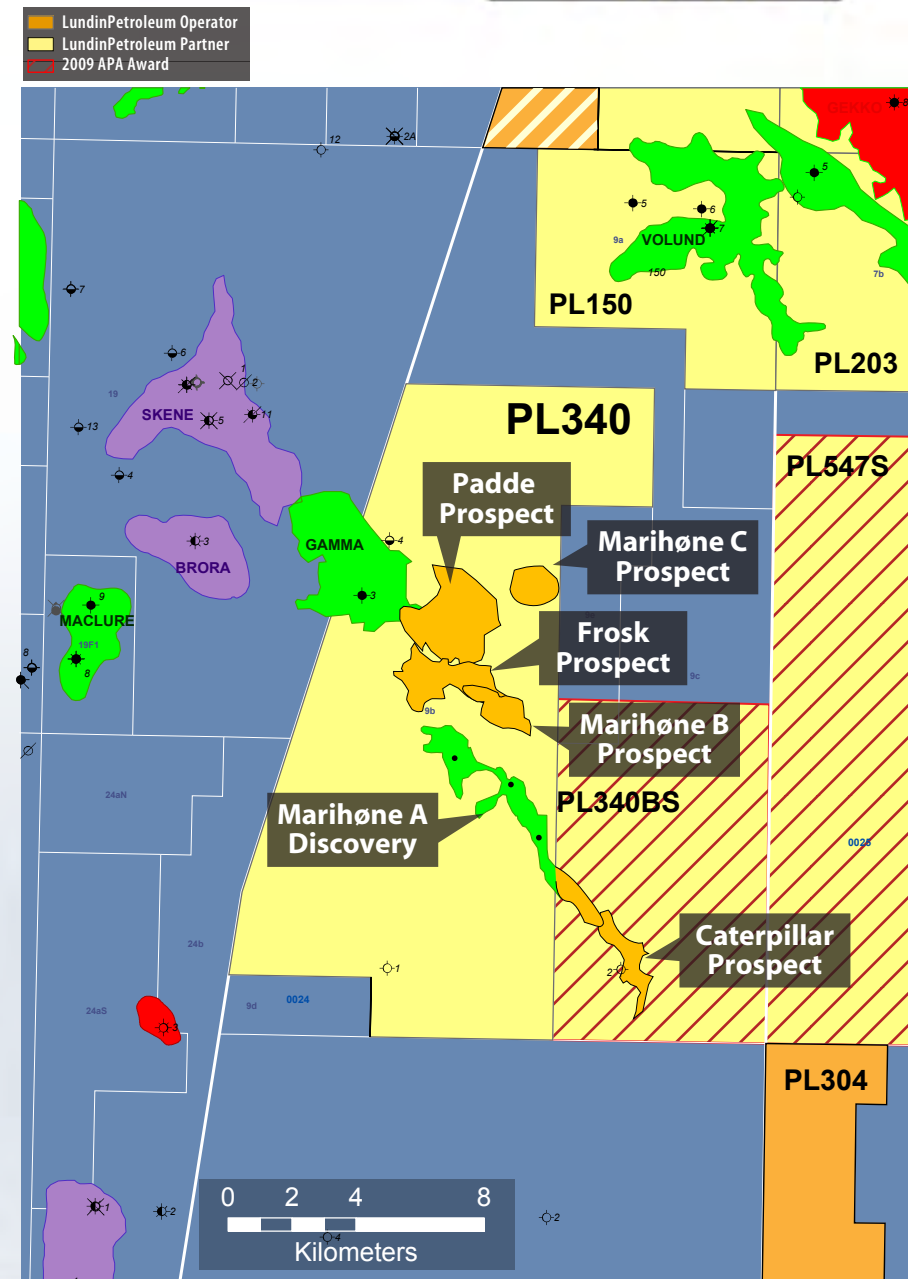 LundinPetroleum Operator
LundinPetroleum Partner
2009 APA Award
GEKKO
8
12
2A
5
5
6
7
9a
VOLUND
150
7b
PL150
PL203
7
6
1
2
19
SKENE
5
11
13
4
PL340
PL547S
Padde
Prospect
Marihøne C
Prospect
GAMMA
4
3
BRORA
3
9
MACLURE
19F1
8
8
Frosk
Prospect
9c
9b
Marihøne B
Prospect
24aN
PL340BS
Marihøne A
Discovery
0025
24b
Caterpillar
Prospect
1
2
9d
0024
24aS
3
PL304
1
2
0 2 4 8
Kilometers
4
2